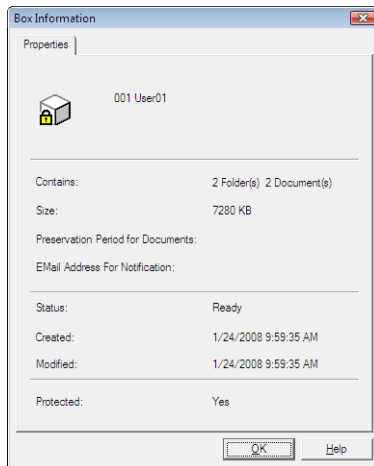 Box Information
Properties
001 User01
Contains: 2 Folder(s) 2 Document(s)
Size: 7280 KB
Preservation Period for Documents:
EMail Address For Notification:
Status: Ready
Created: 1/24/2008 9:59:35 AM
Modified: 1/24/2008 9:59:35 AM
Protected: Yes
OK Help